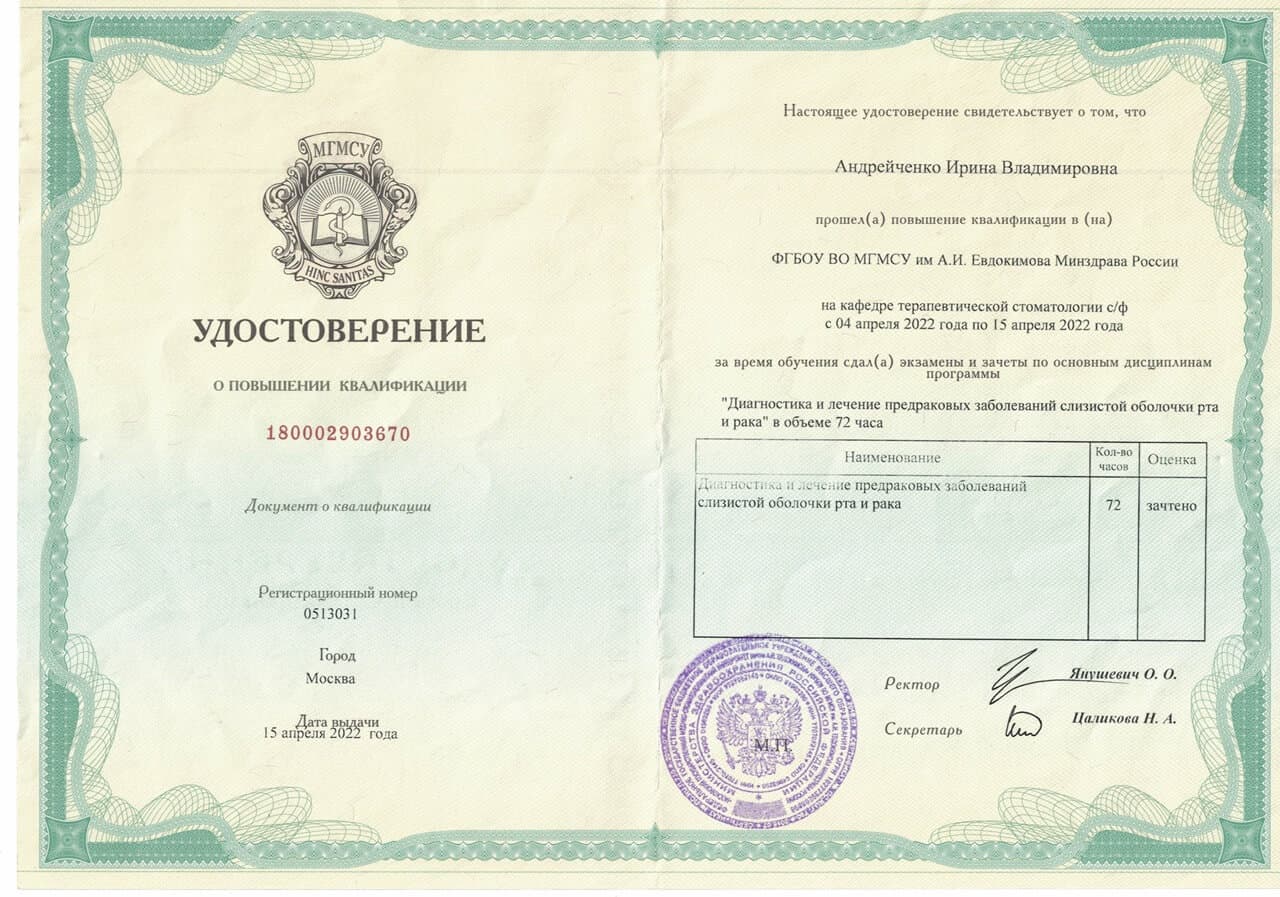 МГМСУ
HINC SANITAS
УДОСТОВЕРЕНИЕ
О ПОВЫШЕНИИ КВАЛИФИКАЦИИ
180002903670
Документ о квалификации
Регистрационный номер
0513031
Город
Москва
Дата выдачи
15 апреля 2022 года
Настоящее удостоверение свидетельствует о том, что
Андрейченко Ирина Владимировна
прошел(а) повышение квалификации в (на)
ФГБОУ ВО МГМСУ им А.И. Евдокимова Минздрава России
на кафедре терапевтической стоматологии с/ф
с 04 апреля 2022 года по 15 апреля 2022 года
за время обучения сдал(а) экзамены и зачеты по основным дисциплинам
программы
"Диагностика и лечение предраковых заболеваний слизистой оболочки рта
и рака" в объеме 72 часа
Наименование Кол-во часов Оценка
Диагностика и лечение предраковых заболеваний
слизистой оболочки рта и рака 72 зачтено
МИНИСТЕРСТВА ЗДРАВООХРАНЕНИЯ РОССИЙСКОЙ ФЕДЕРАЦИИ
М.П.
Ректор Янушевич О. О.
Секретарь Цаликова Н. А.